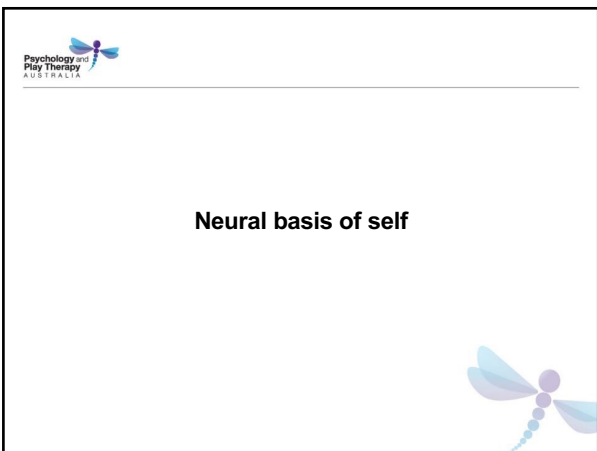 Psychology and
Play Therapy
AUSTRALIA
Neural basis of self